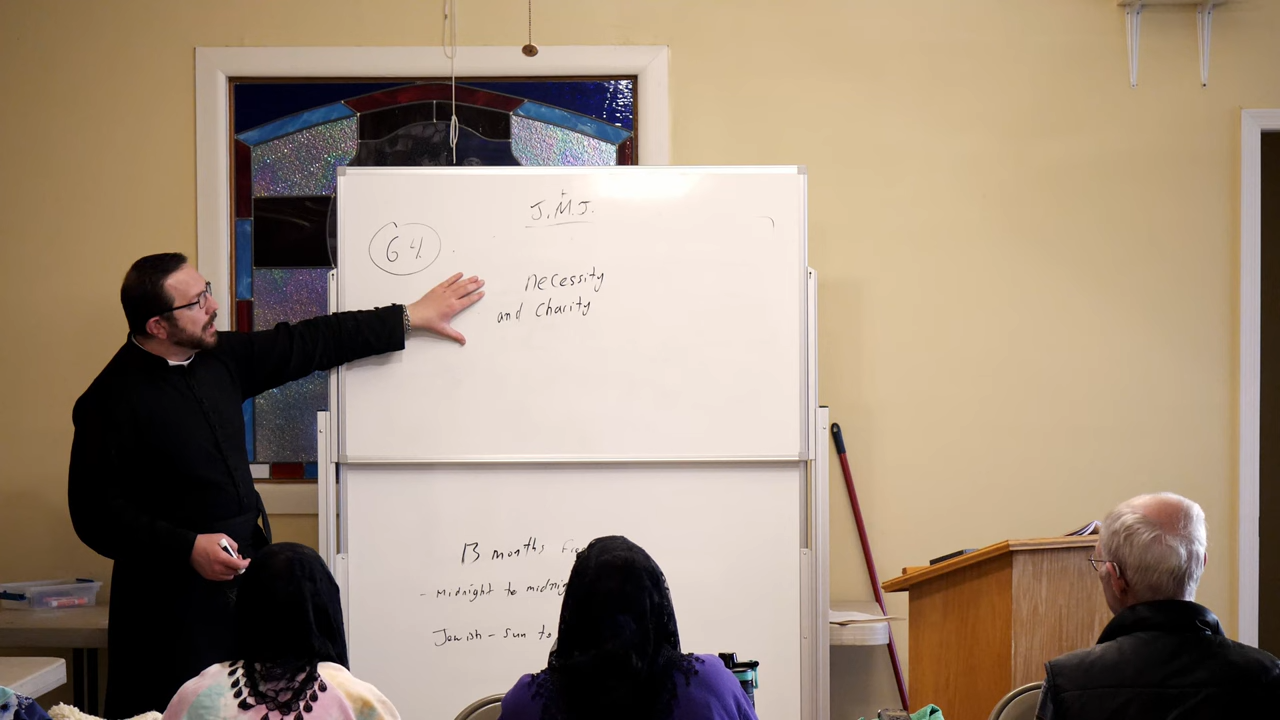 J.M.J.
64
necessity
and charity
13 months
- Midnight to
Jewish - Sun to